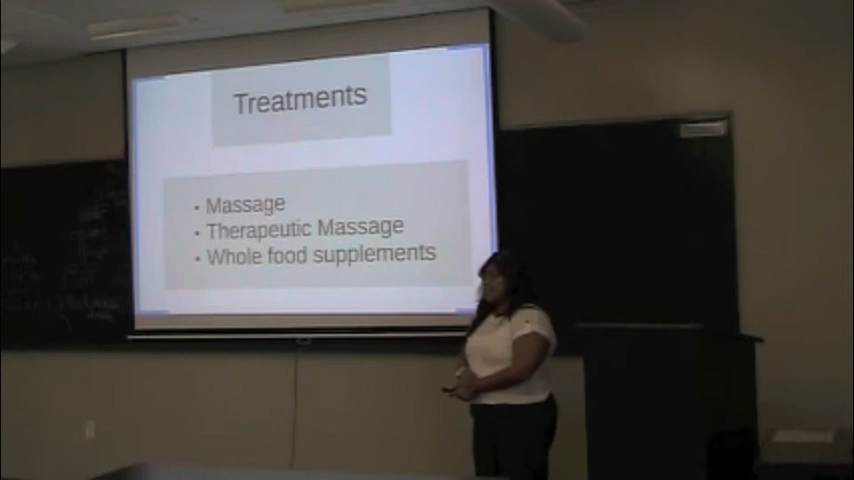 Treatments
• Massage
• Therapeutic Massage
• Whole food supplements